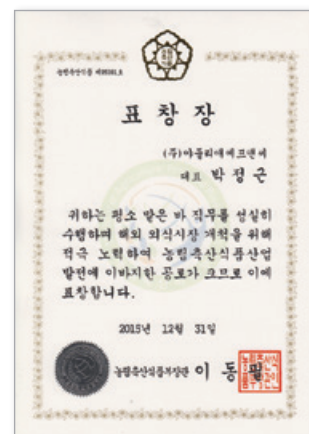 표 창 장
대표 박정근
귀하는 평소 맡은 바 직무를 성실히
수행하며 해외 외식시장 개척을 위해
적극 노력하여 농림축산식품산업
발전에 이바지한 공로가 크므로 이에
표창합니다.
2015년 12월 31일
농림축산식품부장관 이 동 필